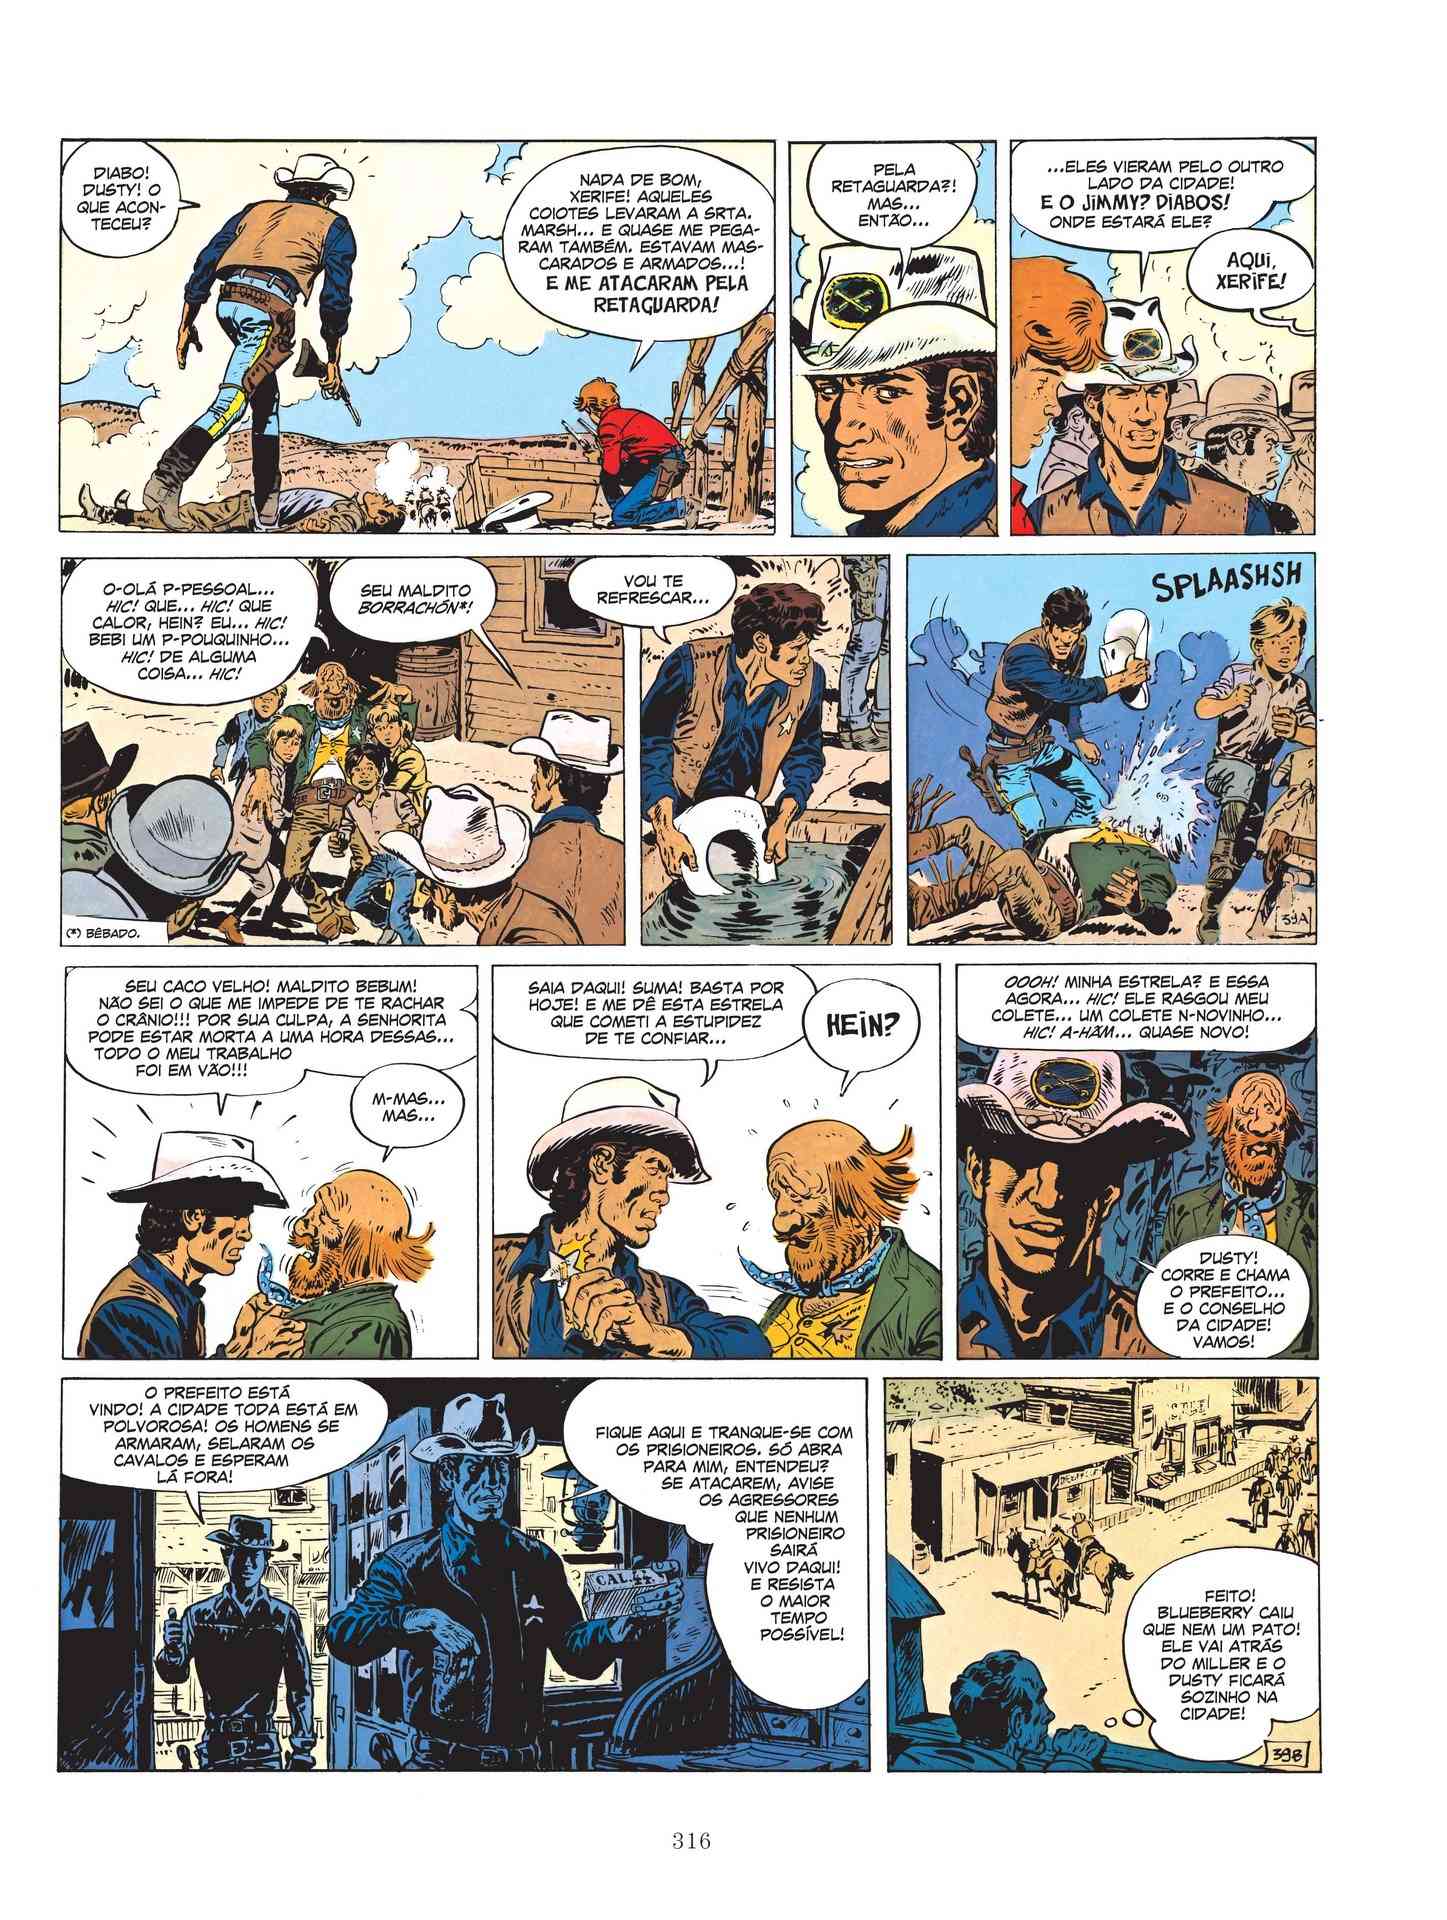 DIABO!
DUSTY! O
QUE ACON-
TECEU?
NADA DE BOM,
XERIFE! AQUELES
COIOTES LEVARAM A SRTA.
MARSH... E QUASE ME PEGA-
RAM TAMBÉM. ESTAVAM MAS-
CARADOS E ARMADOS...!
E ME ATACARAM PELA
RETAGUARDA!
PELA
RETAGUARDA?!
MAS...
ENTÃO...
...ELES VIERAM PELO OUTRO
LADO DA CIDADE!
E O JIMMY? DIABOS!
ONDE ESTARÁ ELE?
AQUI,
XERIFE!
O-OLÁ P-PESSOAL...
HIC! QUE... HIC! QUE
CALOR, HEIN? EU... HIC!
BEBI UM P-POUQUINHO...
HIC! DE ALGUMA
COISA... HIC!
SEU MALDITO
BORRACHÓN*!
(*) BÊBADO.
VOU TE
REFRESCAR...
SPLAASHSH
39A
SEU CACO VELHO! MALDITO BEBUM!
NÃO SEI O QUE ME IMPEDE DE TE RACHAR
O CRÂNIO!!! POR SUA CULPA, A SENHORITA
PODE ESTAR MORTA A UMA HORA DESSAS...
TODO O MEU TRABALHO
FOI EM VÃO!!!
M-MAS...
MAS...
SAIA DAQUI! SUMA! BASTA POR
HOJE! E ME DÊ ESTA ESTRELA
QUE COMETI A ESTUPIDEZ
DE TE CONFIAR...
HEIN?
OOOH! MINHA ESTRELA? E ESSA
AGORA... HIC! ELE RASGOU MEU
COLETE... UM COLETE N-NOVINHO...
HIC! A-HÃM... QUASE NOVO!
DUSTY!
CORRE E CHAMA
O PREFEITO...
E O CONSELHO
DA CIDADE!
VAMOS!
O PREFEITO ESTÁ
VINDO! A CIDADE TODA ESTÁ EM
POLVOROSA! OS HOMENS SE
ARMARAM, SELARAM OS
CAVALOS E ESPERAM
LÁ FORA!
CAL.44
FIQUE AQUI E TRANQUE-SE COM
OS PRISIONEIROS. SÓ ABRA
PARA MIM, ENTENDEU?
SE ATACAREM, AVISE
OS AGRESSORES
QUE NENHUM
PRISIONEIRO
SAIRÁ
VIVO DAQUI!
E RESISTA
O MAIOR
TEMPO
POSSÍVEL!
FEITO!
BLUEBERRY CAIU
QUE NEM UM PATO!
ELE VAI ATRÁS
DO MILLER E O
DUSTY FICARÁ
SOZINHO NA
CIDADE!
39B
316